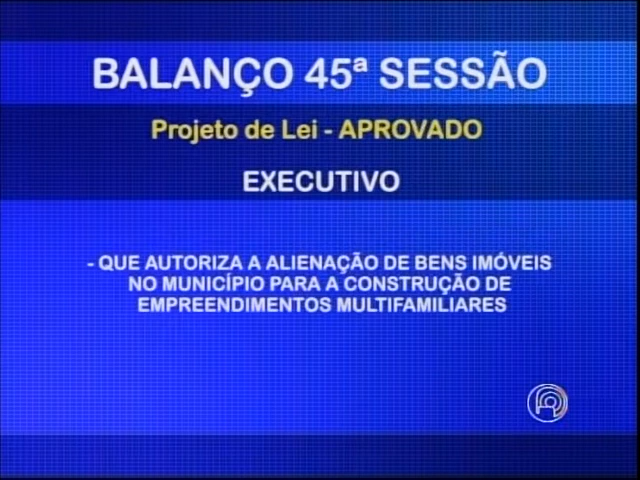 BALANÇO 45ª SESSÃO
Projeto de Lei - APROVADO
EXECUTIVO
- QUE AUTORIZA A ALIENAÇÃO DE BENS IMÓVEIS
NO MUNICÍPIO PARA A CONSTRUÇÃO DE
EMPREENDIMENTOS MULTIFAMILIARES